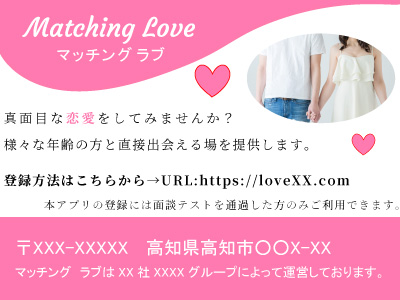 Matching Love
マッチング ラブ
真面目な恋愛をしてみませんか？
様々な年齢の方と直接出会える場を提供します。
登録方法はこちらから→URL:https://loveXX.com
本アプリの登録には面談テストを通過した方のみご利用できます。
〒XXX-XXXXX　高知県高知市〇〇X-XX
マッチング　ラブは XX 社 XXXX グループによって運営しております。